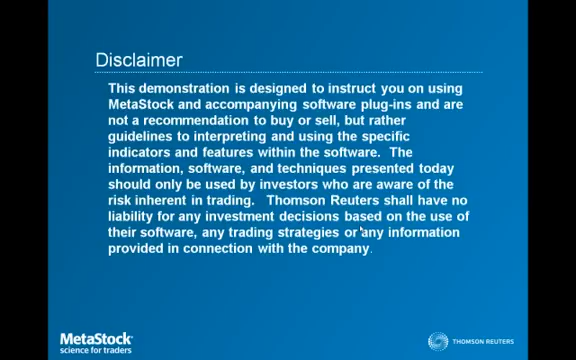 Disclaimer
This demonstration is designed to instruct you on using
MetaStock and accompanying software plug-ins and are
not a recommendation to buy or sell, but rather
guidelines to interpreting and using the specific
indicators and features within the software.  The
information, software, and techniques presented today
should only be used by investors who are aware of the
risk inherent in trading.   Thomson Reuters shall have no
liability for any investment decisions based on the use of
their software, any trading strategies or any information
provided in connection with the company.
MetaStock
science for traders
THOMSON REUTERS